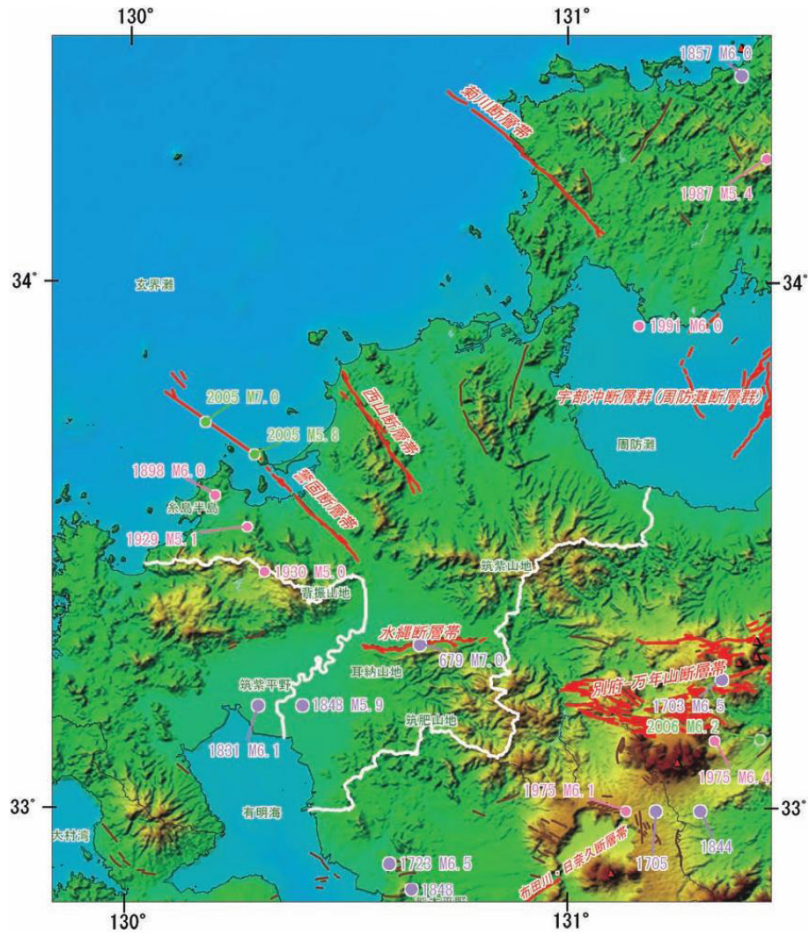 130°
131°
1857 M6.0
菊川断層帯
1987 M5.4
34°
34°
玄界灘
1991 M6.0
宇部沖断層群(周防灘断層群)
2005 M7.0
西山断層帯
2005 M5.8
周防灘
1898 M6.0
警固断層帯
糸島半島
1929 M5.1
1930 M5.0
筑紫山地
背振山地
水縄断層帯
679 M7.0
耳納山地
別府-万年山断層帯
筑紫平野
1848 M5.9
1703 M6.5
筑肥山地
2006 M6.2
1831 M6.1
1975 M6.4
1975 M6.1
33°
33°
有明海
大村湾
1844
1705
布田川・日奈久断層帯
1723 M6.5
1848
130°
131°